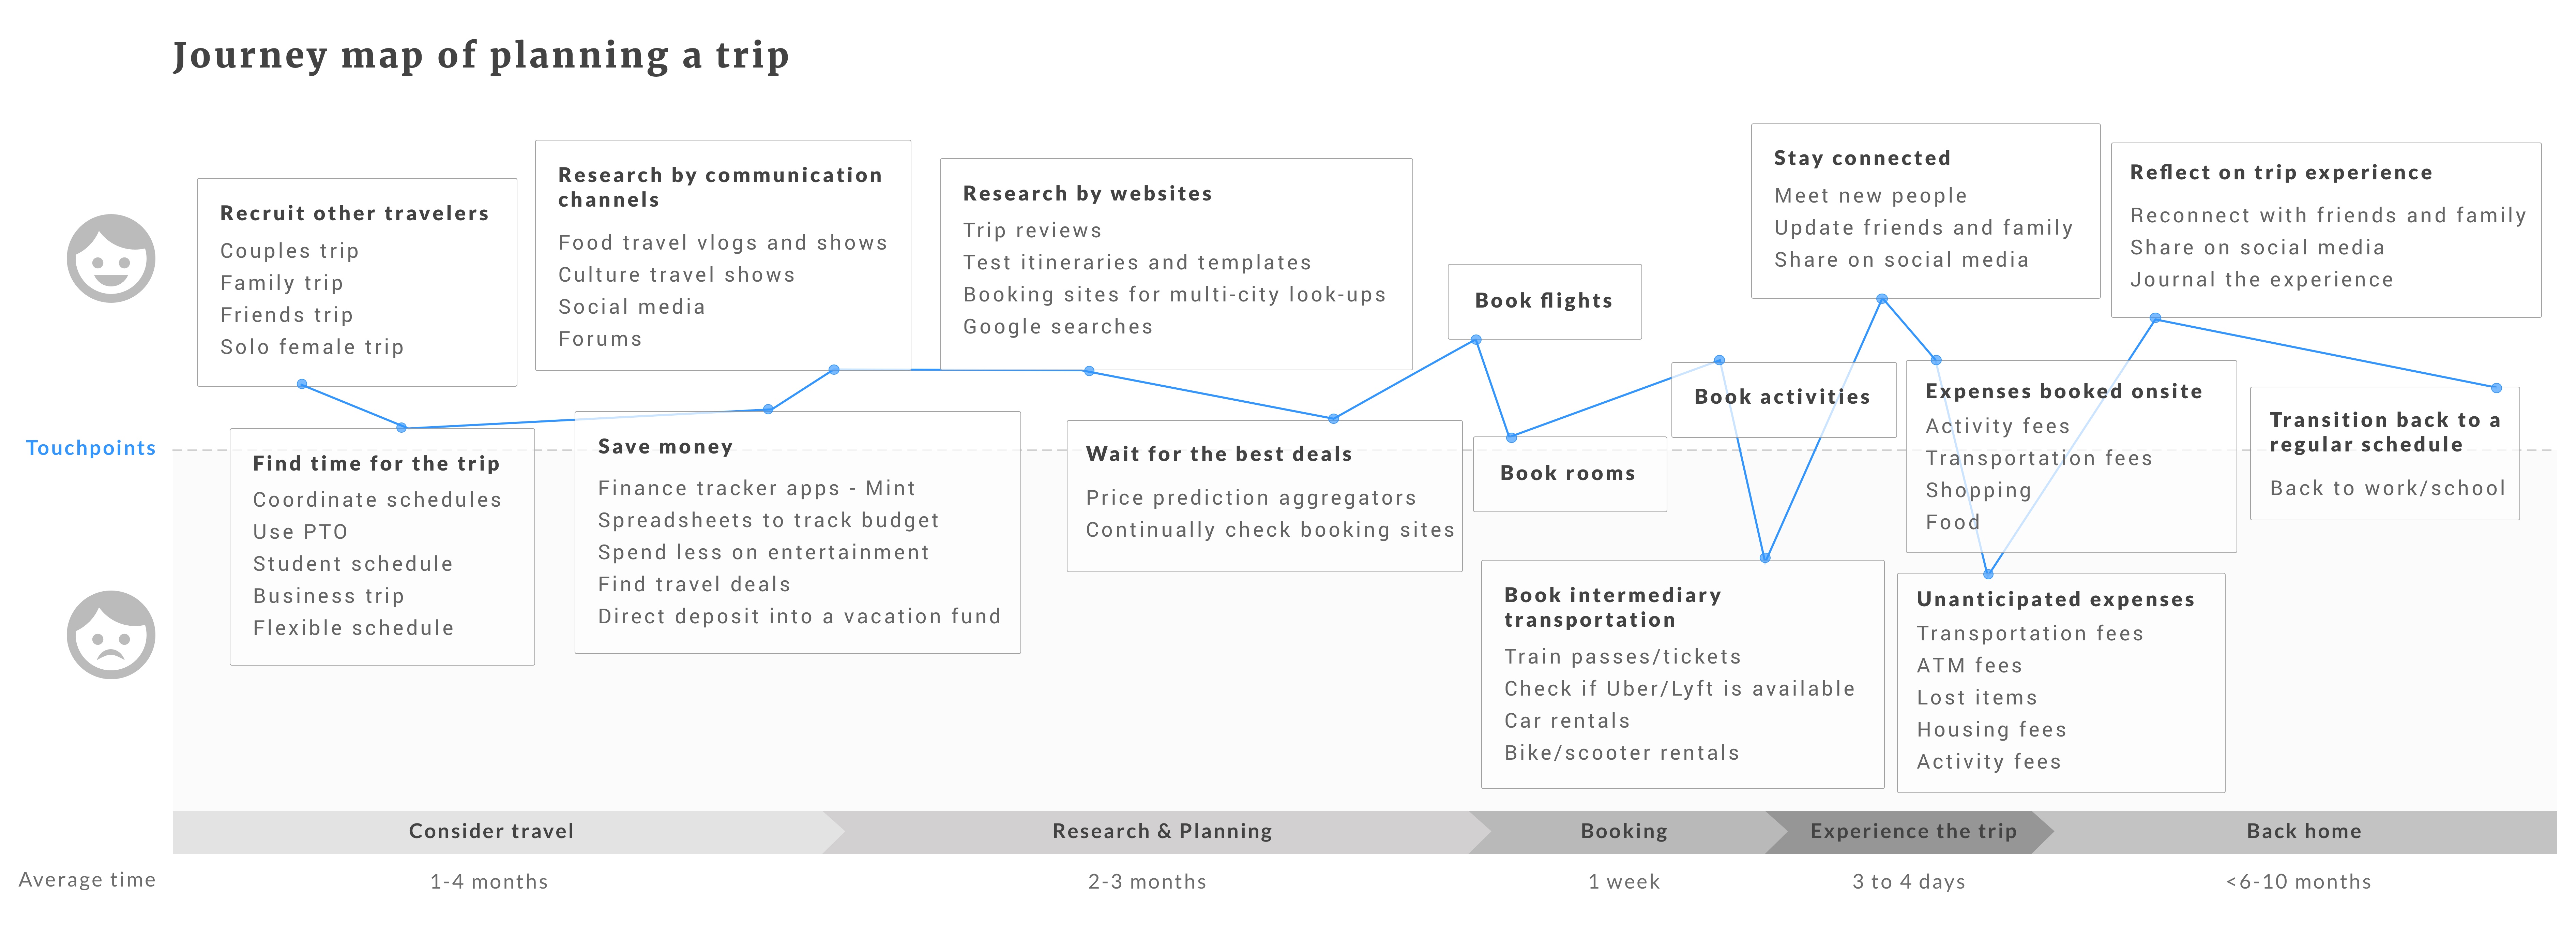 Journey map of planning a trip
Recruit other travelers
Couples trip
Family trip
Friends trip
Solo female trip
Research by communication
channels
Food travel vlogs and shows
Culture travel shows
Social media
Forums
Research by websites
Trip reviews
Test itineraries and templates
Booking sites for multi-city look-ups
Google searches
Book flights
Stay connected
Meet new people
Update friends and family
Share on social media
Reflect on trip experience
Reconnect with friends and family
Share on social media
Journal the experience
Touchpoints
Find time for the trip
Coordinate schedules
Use PTO
Student schedule
Business trip
Flexible schedule
Save money
Finance tracker apps - Mint
Spreadsheets to track budget
Spend less on entertainment
Find travel deals
Direct deposit into a vacation fund
Wait for the best deals
Price prediction aggregators
Continually check booking sites
Book rooms
Book activities
Book intermediary
transportation
Train passes/tickets
Check if Uber/Lyft is available
Car rentals
Bike/scooter rentals
Expenses booked onsite
Activity fees
Transportation fees
Shopping
Food
Unanticipated expenses
Transportation fees
ATM fees
Lost items
Housing fees
Activity fees
Transition back to a
regular schedule
Back to work/school
Consider travel
Research & Planning
Booking
Experience the trip
Back home
Average time
1-4 months
2-3 months
1 week
3 to 4 days
<6-10 months